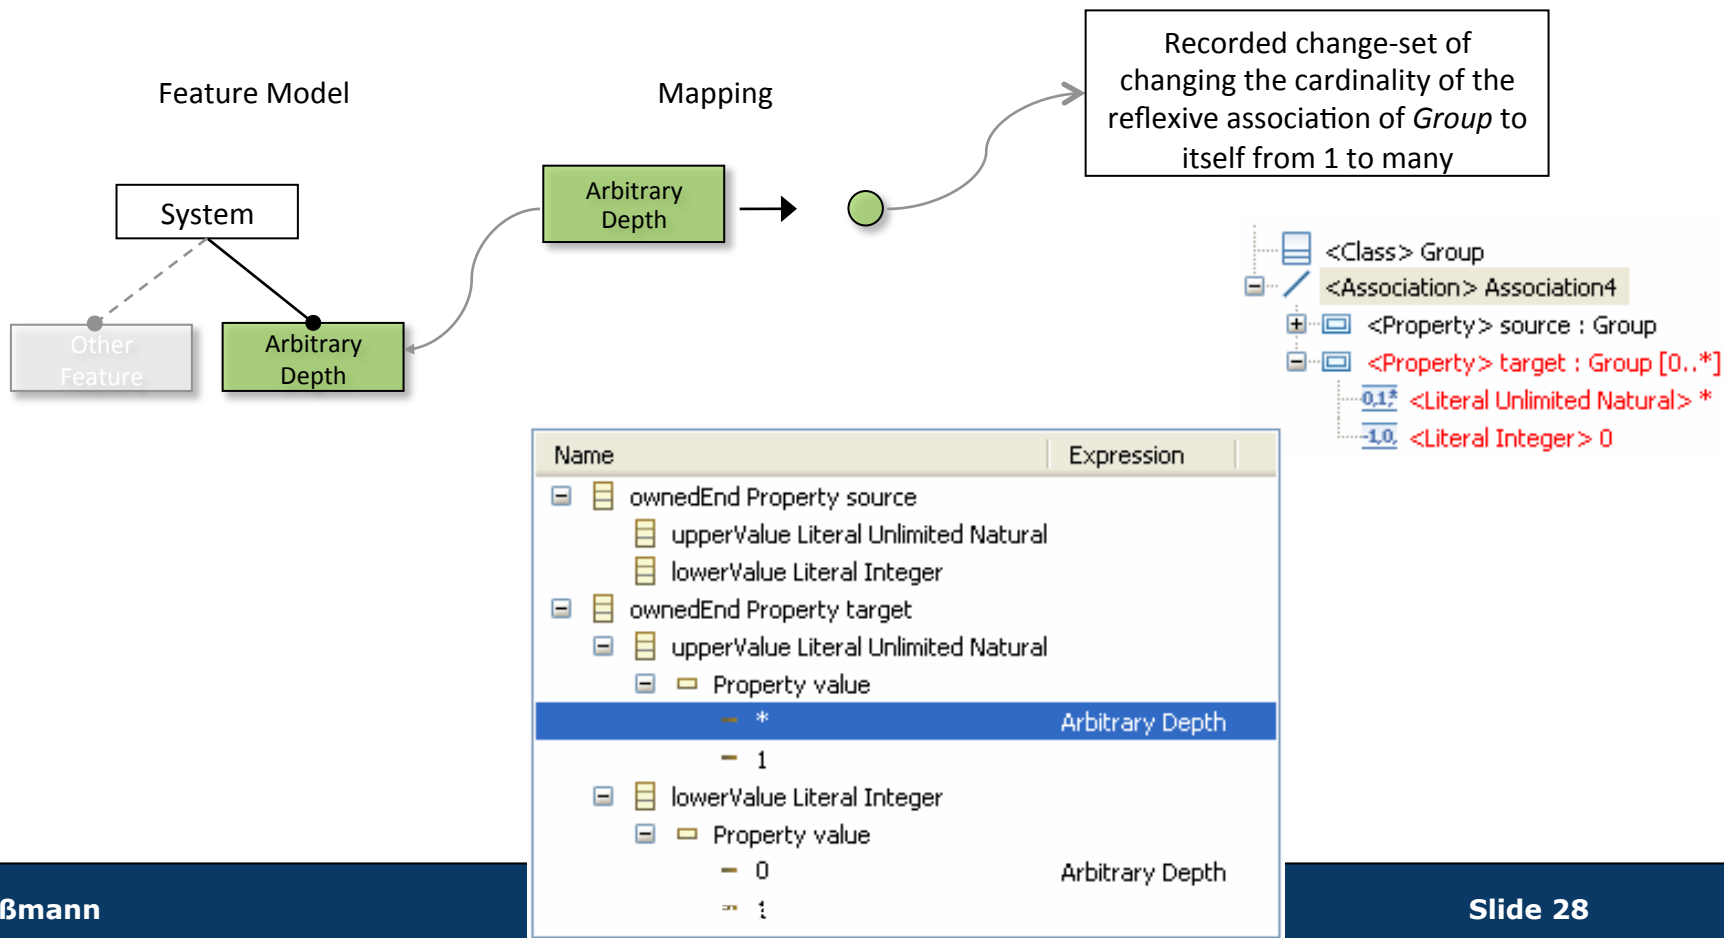 Recorded change-set of
changing the cardinality of the
reflexive association of Group to
itself from 1 to many
Feature Model
Mapping
Arbitrary
Depth
System
Other
Feature
Arbitrary
Depth
<Class> Group
<Association> Association4
<Property> source : Group
<Property> target : Group [0..*]
0,1,* <Literal Unlimited Natural> *
-1,0, <Literal Integer> 0
Name Expression
ownedEnd Property source
upperValue Literal Unlimited Natural
lowerValue Literal Integer
ownedEnd Property target
upperValue Literal Unlimited Natural
Property value
* Arbitrary Depth
1
lowerValue Literal Integer
Property value
0 Arbitrary Depth
1
ßmann
Slide 28